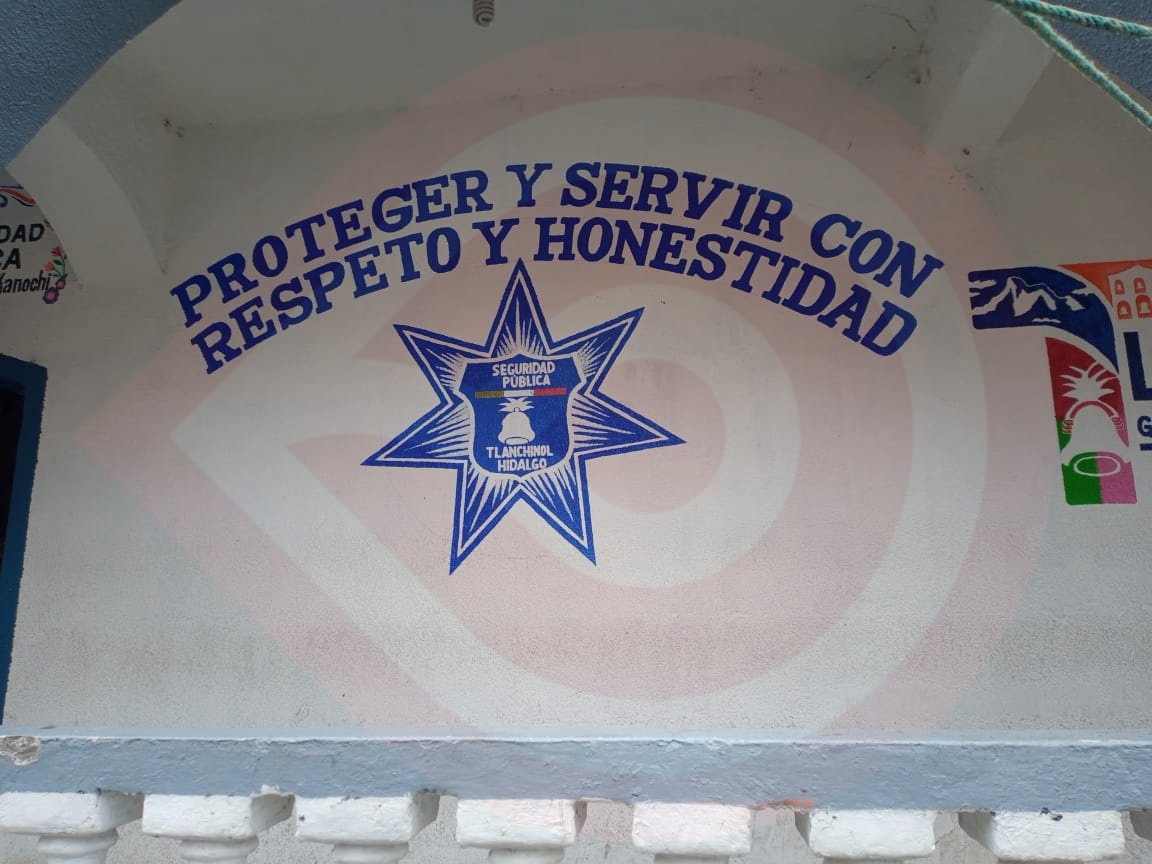 PROTEGER Y SERVIR CON
RESPETO Y HONESTIDAD
SEGURIDAD
PÚBLICA
TLANCHINOL
HIDALGO